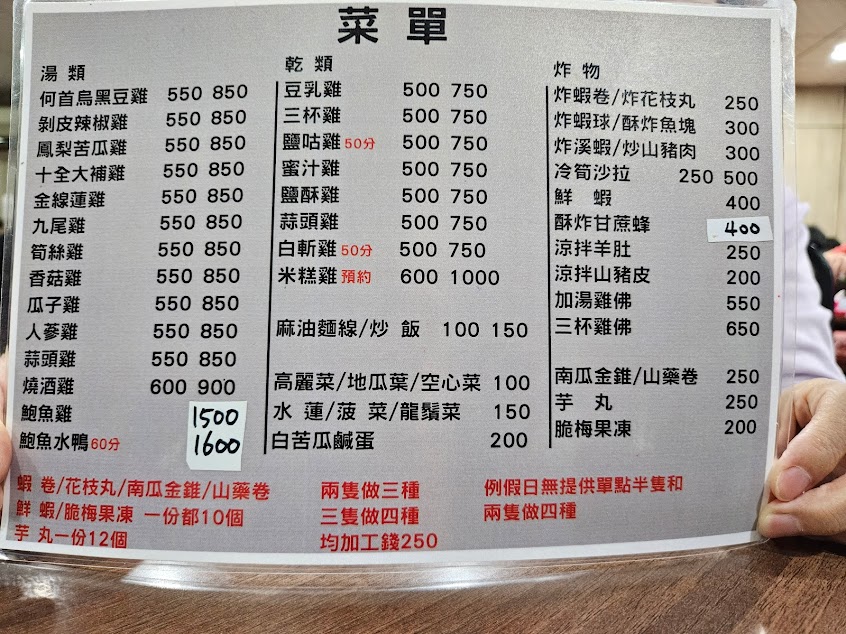 菜單
湯 類
何首烏黑豆雞 550 850
剝皮辣椒雞 550 850
鳳梨苦瓜雞 550 850
十全大補雞 550 850
金線蓮雞 550 850
九尾雞 550 850
筍絲雞 550 850
香菇雞 550 850
瓜子雞 550 850
人蔘雞 550 850
蒜頭雞 550 850
燒酒雞 600 900
鮑魚雞 1500
鮑魚水鴨60分 1600
乾 類
豆乳雞 500 750
三杯雞 500 750
鹽咕雞50分 500 750
蜜汁雞 500 750
鹽酥雞 500 750
蒜頭雞 500 750
白斬雞50分 500 750
米糕雞預約 600 1000
麻油麵線/炒 飯 100 150
高麗菜/地瓜葉/空心菜 100
水 蓮/菠 菜/龍鬚菜 150
白苦瓜鹹蛋 200
炸 物
炸蝦卷/炸花枝丸 250
炸蝦球/酥炸魚塊 300
炸溪蝦/炒山豬肉 300
冷筍沙拉 250 500
鮮 蝦 400
酥炸甘蔗蜂 400
涼拌羊肚 250
涼拌山豬皮 200
加湯雞佛 550
三杯雞佛 650
南瓜金錐/山藥卷 250
芋 丸 250
脆梅果凍 200
蝦 卷/花枝丸/南瓜金錐/山藥卷
鮮 蝦/脆梅果凍 一份都10個
芋 丸一份12個
兩隻做三種
三隻做四種
均加工錢250
例假日無提供單點半隻和
兩隻做四種